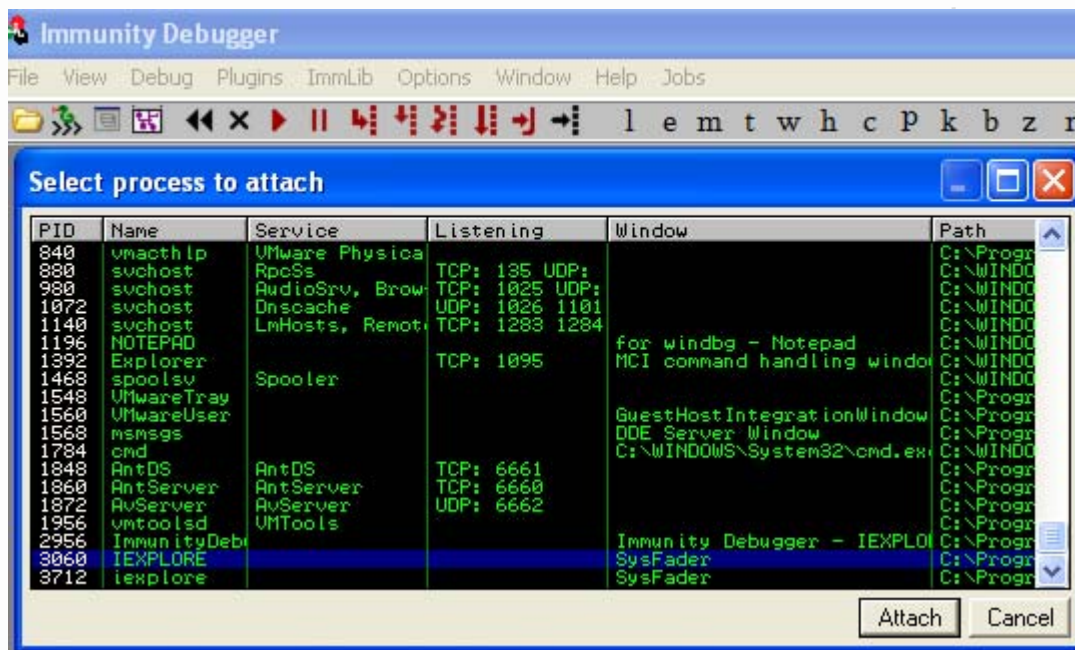 Immunity Debugger
File View Debug Plugins ImmLib Options Window Help Jobs
l e m t w h c P k b z r
Select process to attach
PID Name Service Listening Window Path
840 vmacthlp VMware Physica C:\Progr
880 svchost RpcSs TCP: 135 UDP: C:\WINDO
980 svchost AudioSrv, Brow TCP: 1025 UDP: C:\WINDO
1072 svchost Dnscache UDP: 1026 1101 C:\WINDO
1140 svchost LmHosts, Remot TCP: 1283 1284 C:\WINDO
1196 NOTEPAD for windbg - Notepad C:\WINDO
1392 Explorer TCP: 1095 MCI command handling windo C:\WINDO
1468 spoolsv Spooler C:\WINDO
1548 VMwareTray C:\Progr
1560 VMwareUser GuestHostIntegrationWindow C:\Progr
1568 msmsgs DDE Server Window C:\Progr
1784 cmd C:\WINDOWS\System32\cmd.exe C:\WINDO
1848 AntDS AntDS TCP: 6661 C:\Progr
1860 AntServer AntServer TCP: 6660 C:\Progr
1872 AvServer AvServer UDP: 6662 C:\Progr
1956 vmtoolsd VMTools C:\Progr
2956 ImmunityDeb Immunity Debugger - IEXPLO C:\Progr
3060 IEXPLORE SysFader C:\Progr
3712 iexplore SysFader C:\Progr
Attach Cancel